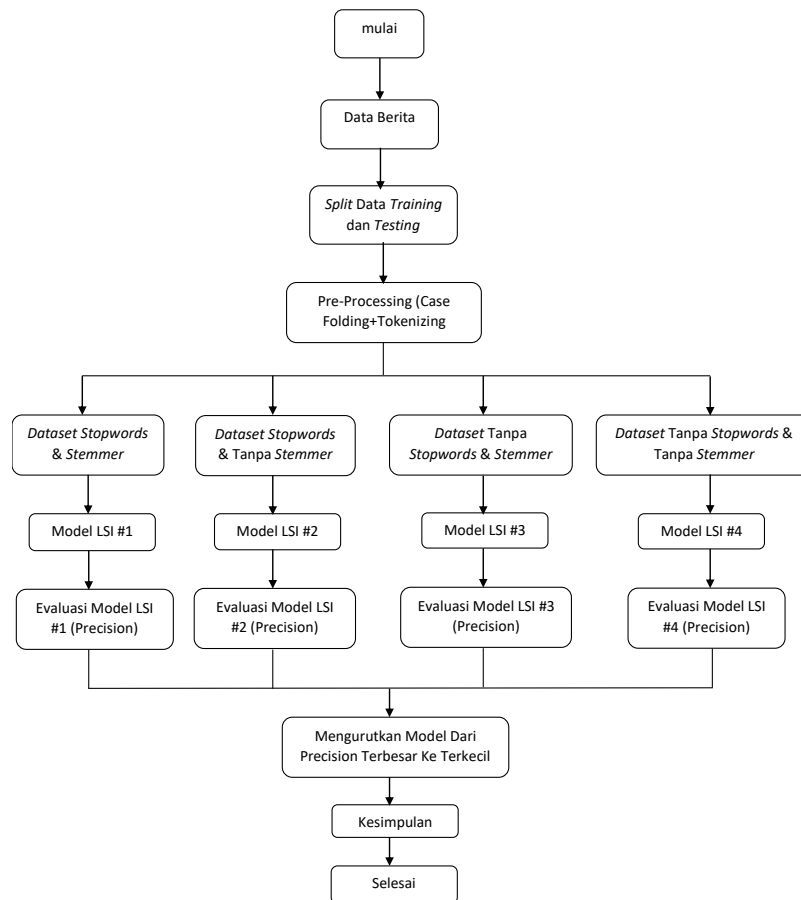 mulai
Data Berita
Split Data Training
dan Testing
Pre-Processing (Case
Folding+Tokenizing
Dataset Stopwords
& Stemmer
Dataset Stopwords
& Tanpa Stemmer
Dataset Tanpa
Stopwords & Stemmer
Dataset Tanpa Stopwords &
Tanpa Stemmer
Model LSI #1
Model LSI #2
Model LSI #3
Model LSI #4
Evaluasi Model LSI
#1 (Precision)
Evaluasi Model LSI
#2 (Precision)
Evaluasi Model LSI #3
(Precision)
Evaluasi Model LSI
#4 (Precision)
Mengurutkan Model Dari
Precision Terbesar Ke Terkecil
Kesimpulan
Selesai